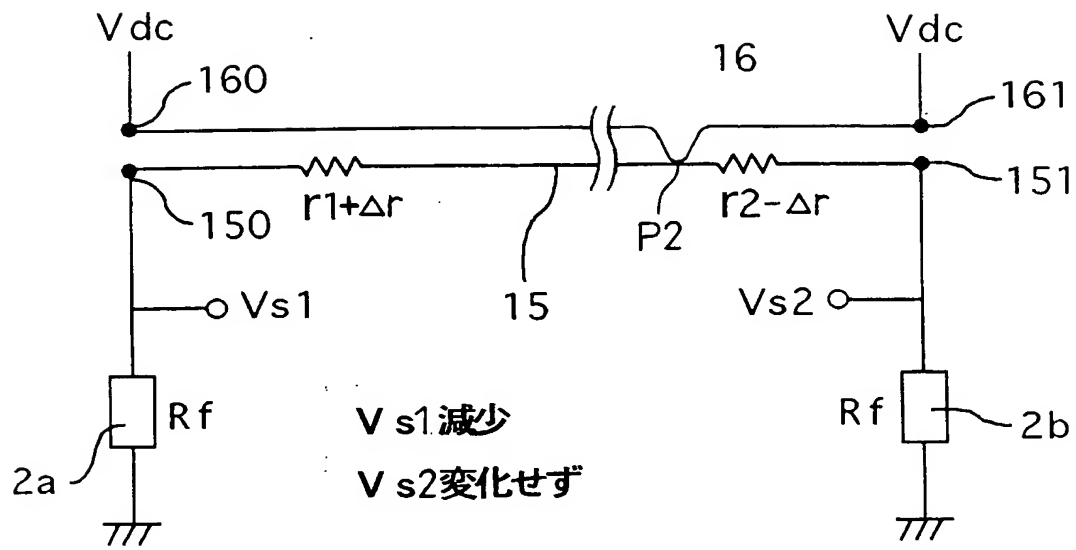 Vdc
Vdc
16
160
161
150
r1+Δr
r2-Δr
151
P2
15
Vs1
Vs2
Rf
Rf
2a
2b
Vs1減少
Vs2変化せず